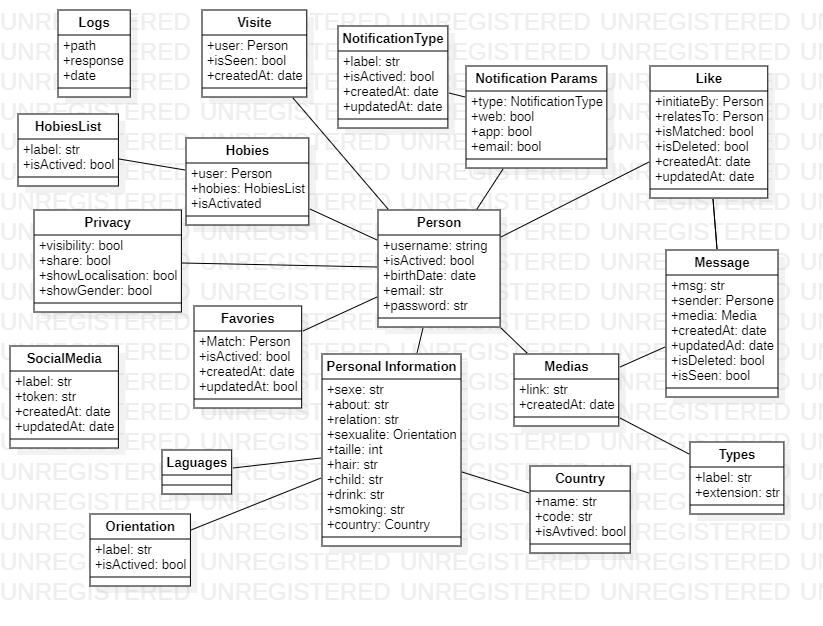 Logs
+path
+response
+date
Visite
+user: Person
+isSeen: bool
+createdAt: date
NotificationType
+label: str
+isActived: bool
+createdAt: date
+updatedAt: date
Notification Params
+type: NotificationType
+web: bool
+app: bool
+email: bool
Like
+initiateBy: Person
+relatesTo: Person
+isMatched: bool
+isDeleted: bool
+createdAt: date
+updatedAt: date
HobiesList
+label: str
+isActived: bool
Hobies
+user: Person
+hobies: HobiesList
+isActivated
Privacy
+visibility: bool
+share: bool
+showLocalisation: bool
+showGender: bool
Person
+username: string
+isActived: bool
+birthDate: date
+email: str
+password: str
Message
+msg: str
+sender: Persone
+media: Media
+createdAt: date
+updatedAd: date
+isDeleted: bool
+isSeen: bool
Favories
+Match: Person
+isActived: bool
+createdAt: date
+updatedAt: bool
SocialMedia
+label: str
+token: str
+createdAt: date
+updatedAt: date
Personal Information
+sexe: str
+about: str
+relation: str
+sexualite: Orientation
+taille: int
+hair: str
+child: str
+drink: str
+smoking: str
+country: Country
Medias
+link: str
+createdAt: date
Types
+label: str
+extension: str
Laguages
Country
+name: str
+code: str
+isAvtived: bool
Orientation
+label: str
+isActived: bool
UNREGISTERED UNREGISTERED UNREGISTERED UNREGISTERED